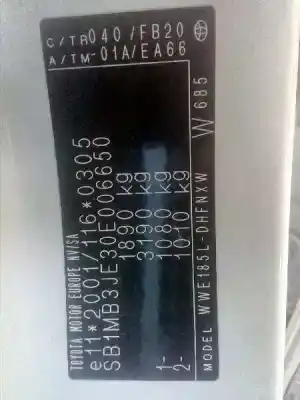 TOYOTA MOTOR EUROPE NV/SA
e11*2001/116*0305
SB1MB3JE30E006650
1890 kg
3190 kg
1- 1080 kg
2- 1010 kg
MODEL WWE185L-DHFNXW
W 685
C/TR 040/FB20
A/TM -01A/EA66